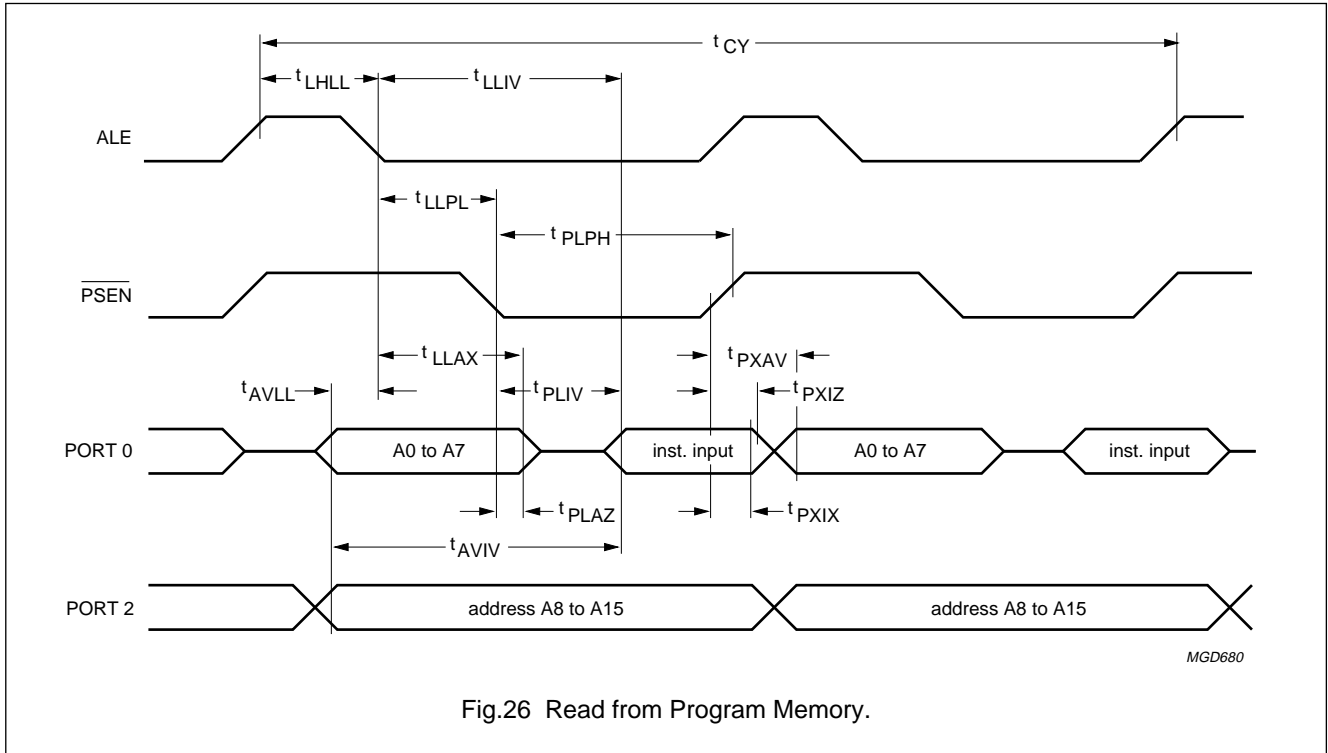 t CY
t LHLL
t LLIV
ALE
t LLPL
t PLPH
PSEN
t LLAX
t PXAV
t AVLL
t PLIV
t PXIZ
PORT 0
A0 to A7
inst. input
A0 to A7
inst. input
t PLAZ
t PXIX
t AVIV
PORT 2
address A8 to A15
address A8 to A15
MGD680
Fig.26 Read from Program Memory.